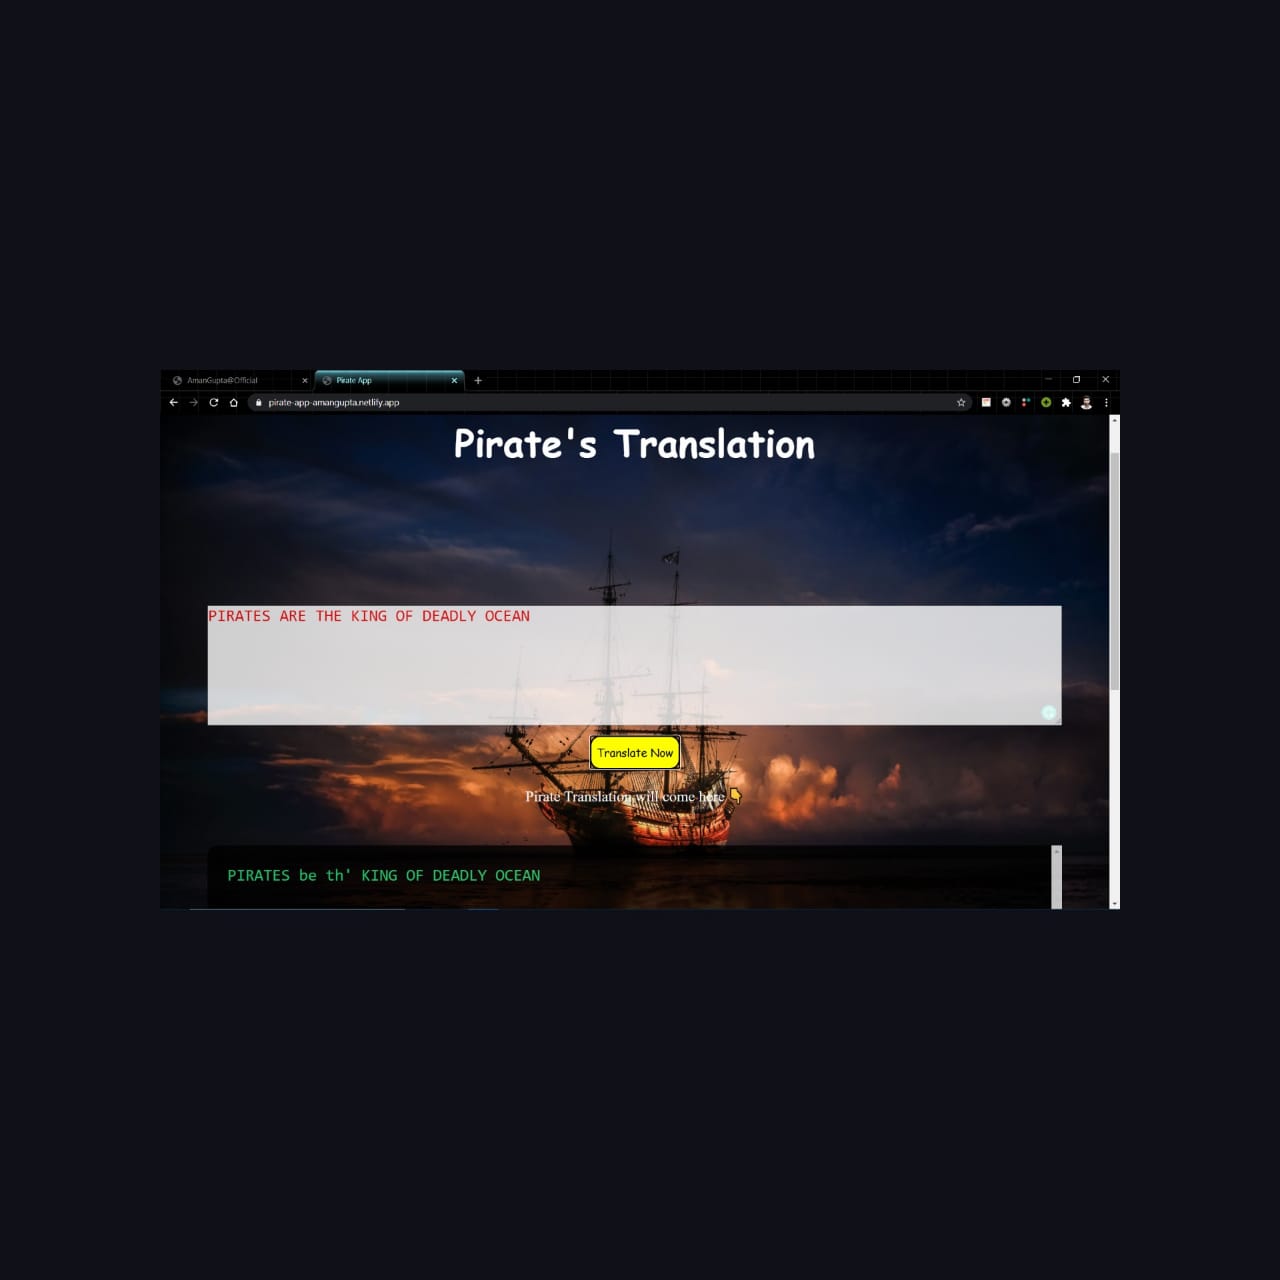 AmanGupta@Official
Pirate App
pirate-app-amangupta.netlify.app
Pirate's Translation
PIRATES ARE THE KING OF DEADLY OCEAN
Translate Now
Pirate Translation will come here 👇
PIRATES be th' KING OF DEADLY OCEAN